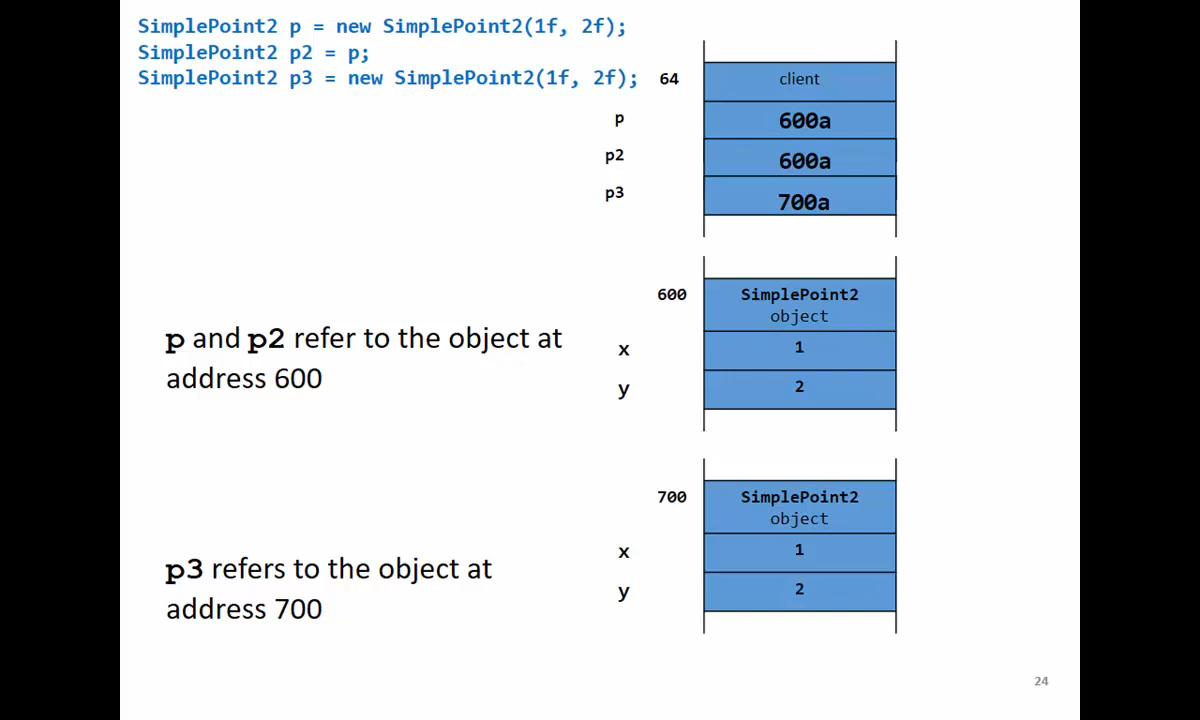 SimplePoint2 p = new SimplePoint2(1f, 2f);
SimplePoint2 p2 = p;
SimplePoint2 p3 = new SimplePoint2(1f, 2f);
64 client
p 600a
p2 600a
p3 700a
p and p2 refer to the object at
address 600
600 SimplePoint2
object
x 1
y 2
p3 refers to the object at
address 700
700 SimplePoint2
object
x 1
y 2
24